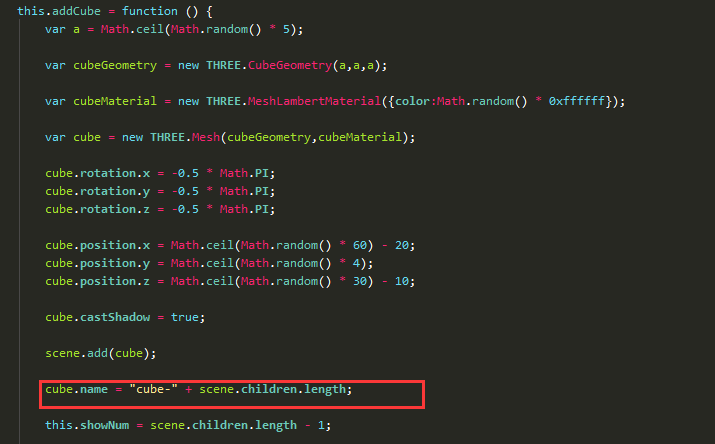 this.addCube = function () {
var a = Math.ceil(Math.random() * 5);
var cubeGeometry = new THREE.CubeGeometry(a,a,a);
var cubeMaterial = new THREE.MeshLambertMaterial({color:Math.random() * 0xffffff});
var cube = new THREE.Mesh(cubeGeometry,cubeMaterial);
cube.rotation.x = -0.5 * Math.PI;
cube.rotation.y = -0.5 * Math.PI;
cube.rotation.z = -0.5 * Math.PI;
cube.position.x = Math.ceil(Math.random() * 60) - 20;
cube.position.y = Math.ceil(Math.random() * 4);
cube.position.z = Math.ceil(Math.random() * 30) - 10;
cube.castShadow = true;
scene.add(cube);
cube.name = "cube-" + scene.children.length;
this.showNum = scene.children.length - 1;